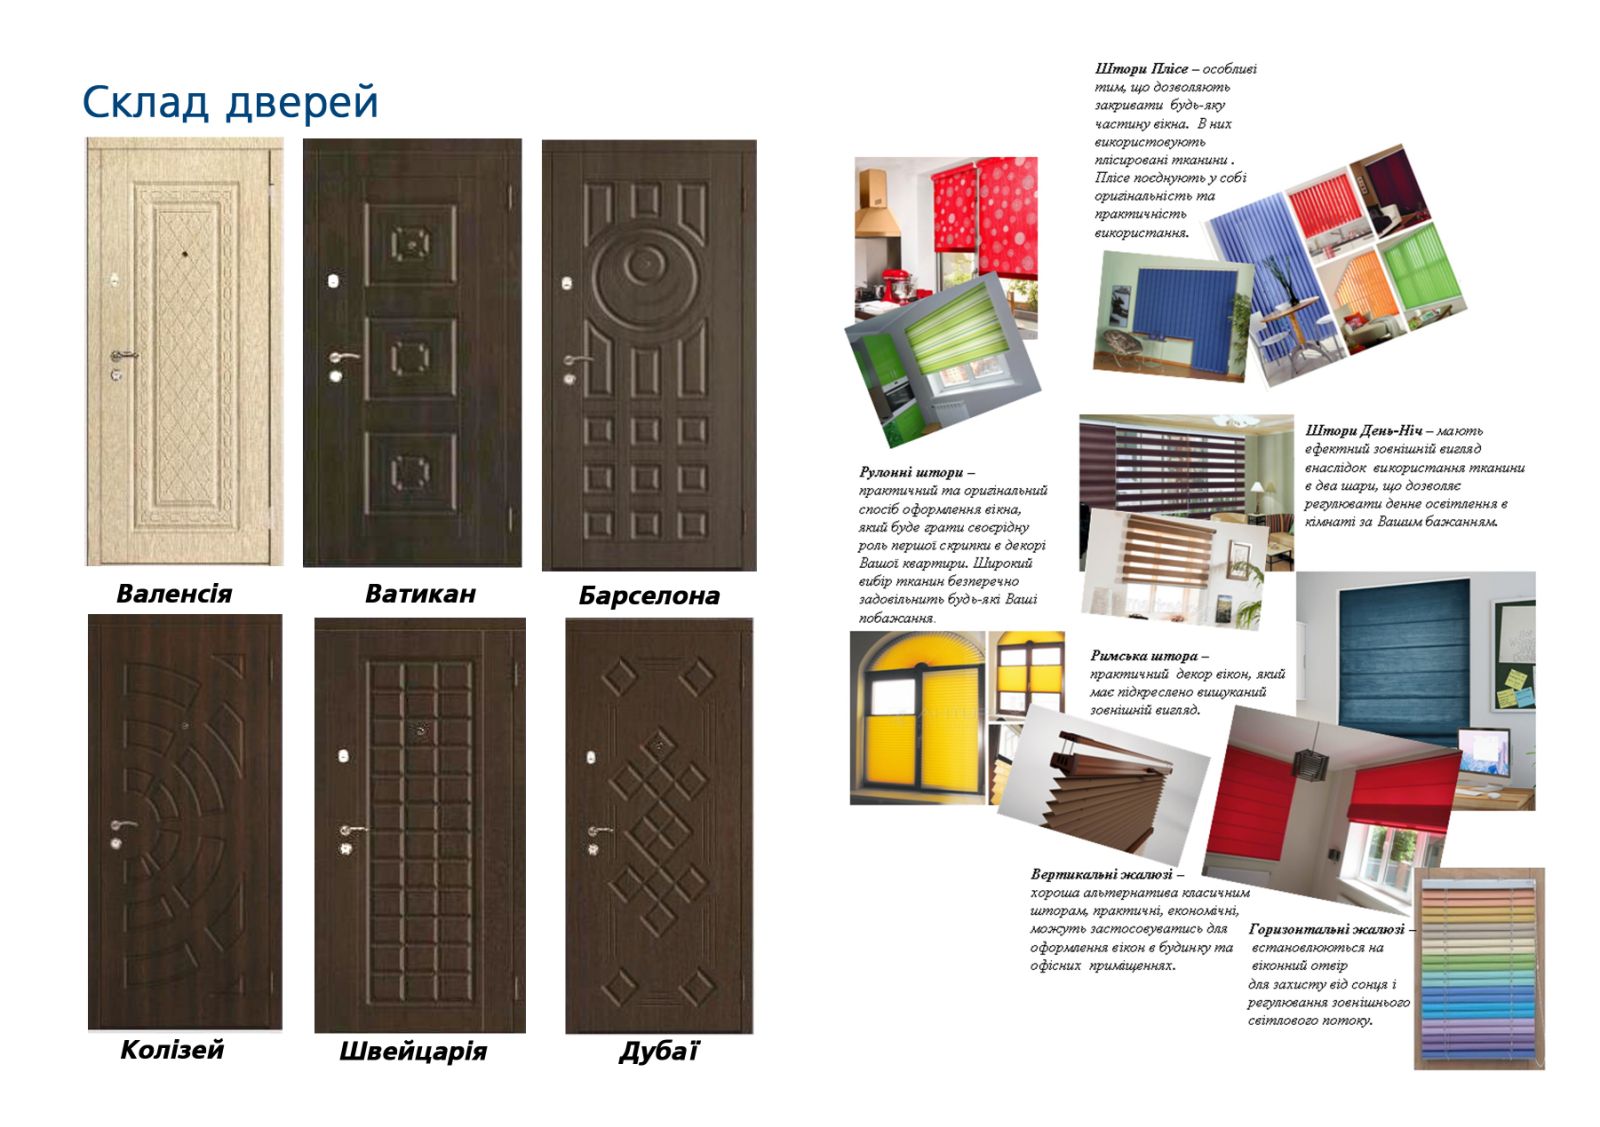 Склад дверей
Валенсія
Ватикан
Барселона
Колізей
Швейцарія
Дубаї
Штори Плісе – особливі
тим, що дозволяють
закривати будь-яку
частину вікна. В них
використовують
плісировані тканини .
Плісе поєднують у собі
оригінальність та
практичність
використання.
Рулонні штори –
практичний та оригінальний
спосіб оформлення вікна,
який буде грати своєрідну
роль першої скрипки в декорі
Вашої квартири. Широкий
вибір тканин безперечно
задовільнить будь-які Ваші
побажання.
Штори День-Ніч – мають
ефектний зовнішній вигляд
внаслідок використання тканини
в два шари, що дозволяє
регулювати денне освітлення в
кімнаті за Вашим бажанням.
Римська штора –
практичний декор вікон, який
має підкреслено вишуканий
зовнішній вигляд.
Вертикальні жалюзі –
хороша альтернатива класичним
шторам, практичні, економічні,
можуть застосовуватись для
оформлення вікон в будинку та
офісних приміщеннях.
Горизонтальні жалюзі –
встановлюються на
віконний отвір
для захисту від сонця і
регулювання зовнішнього
світлового потоку.